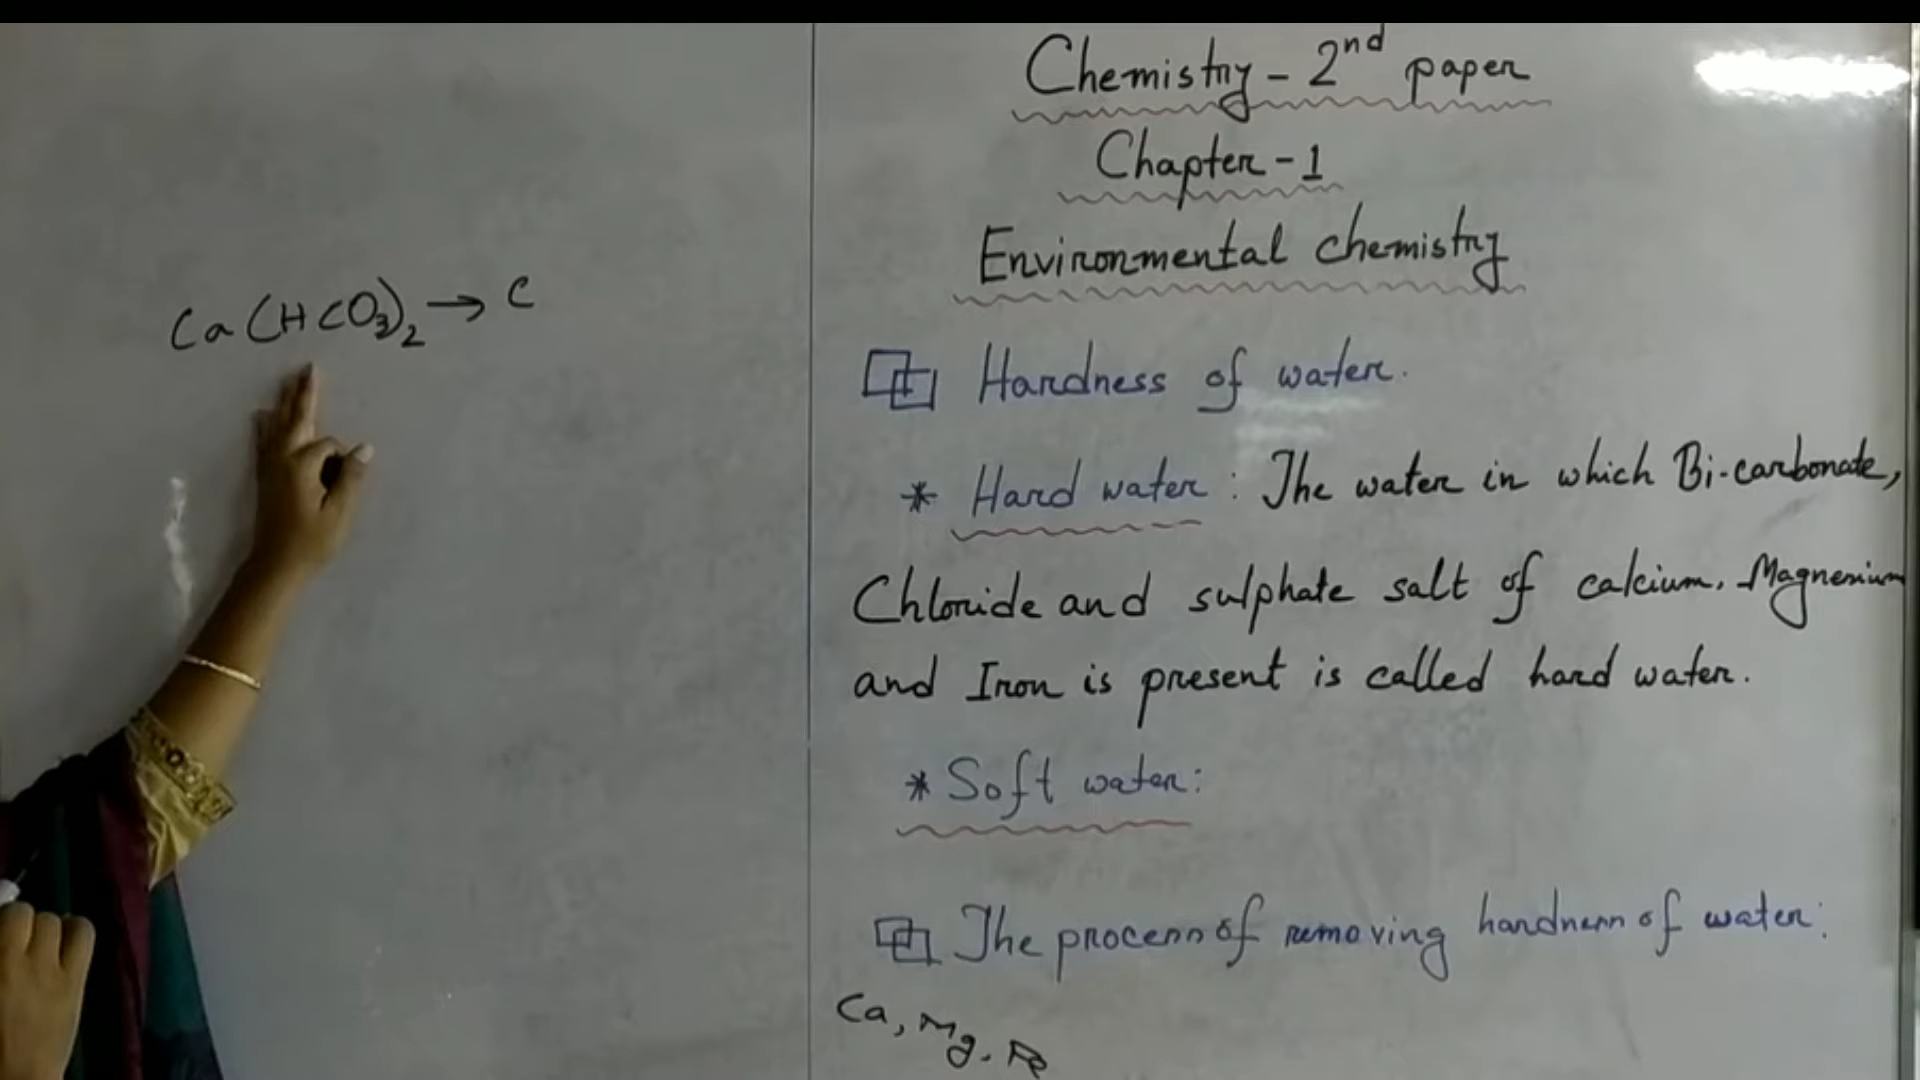 Ca(HCO₃)₂ → C
Chemistry - 2nd paper
Chapter - 1
Environmental chemistry
Hardness of water.
* Hard water: The water in which Bi-carbonate,
Chloride and sulphate salt of calcium, Magnesium
and Iron is present is called hard water.
* Soft water:
The process of removing hardness of water:
Ca, Mg, Fe